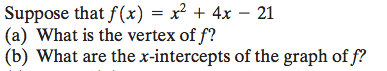 Suppose that f(x) = x² + 4x − 21
(a) What is the vertex of f?
(b) What are the x-intercepts of the graph of f?